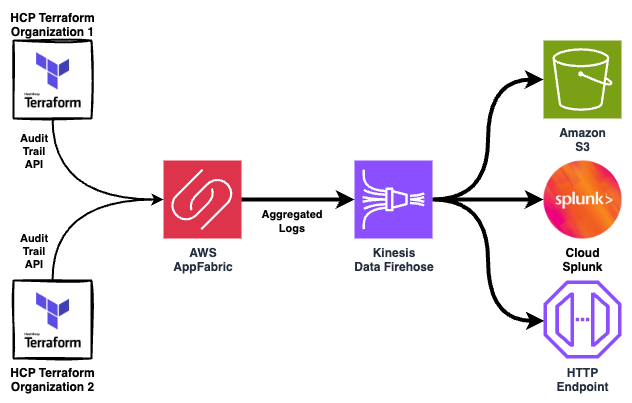 HCP Terraform
Organization 1
HashiCorp
Terraform
Audit
Trail
API
Audit
Trail
API
HashiCorp
Terraform
HCP Terraform
Organization 2
AWS
AppFabric
Aggregated
Logs
Kinesis
Data Firehose
Amazon
S3
splunk>
Cloud
Splunk
HTTP
Endpoint